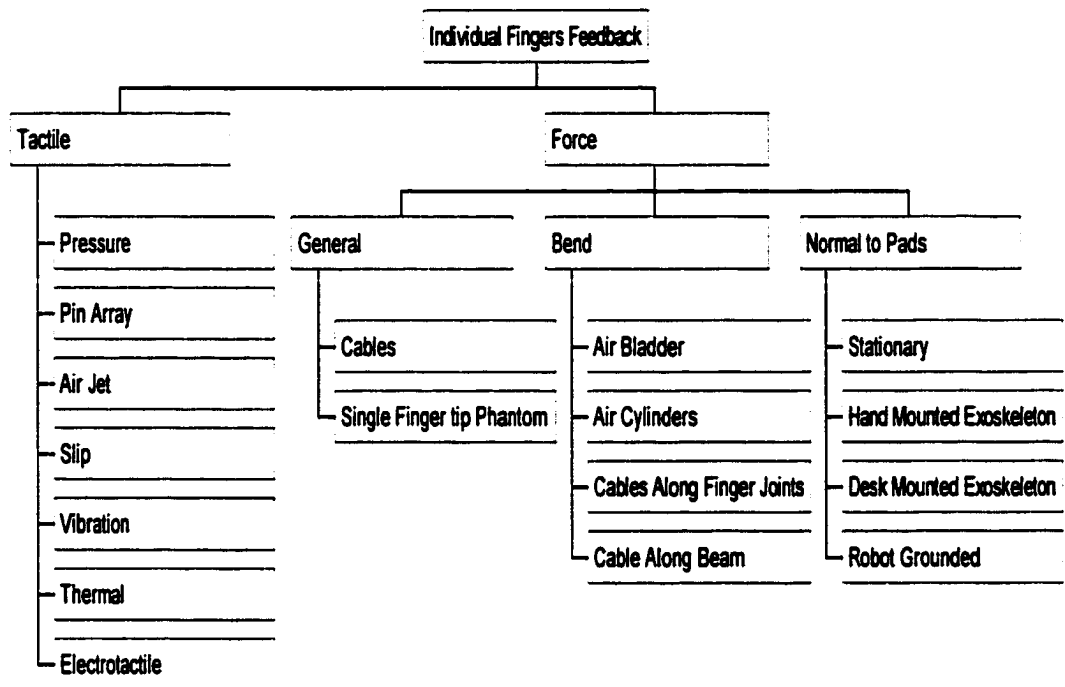 Individual Fingers Feedback
Tactile
Force
Pressure
Pin Array
Air Jet
Slip
Vibration
Thermal
Electrotactile
General
Cables
Single Finger tip Phantom
Bend
Air Bladder
Air Cylinders
Cables Along Finger Joints
Cable Along Beam
Normal to Pads
Stationary
Hand Mounted Exoskeleton
Desk Mounted Exoskeleton
Robot Grounded